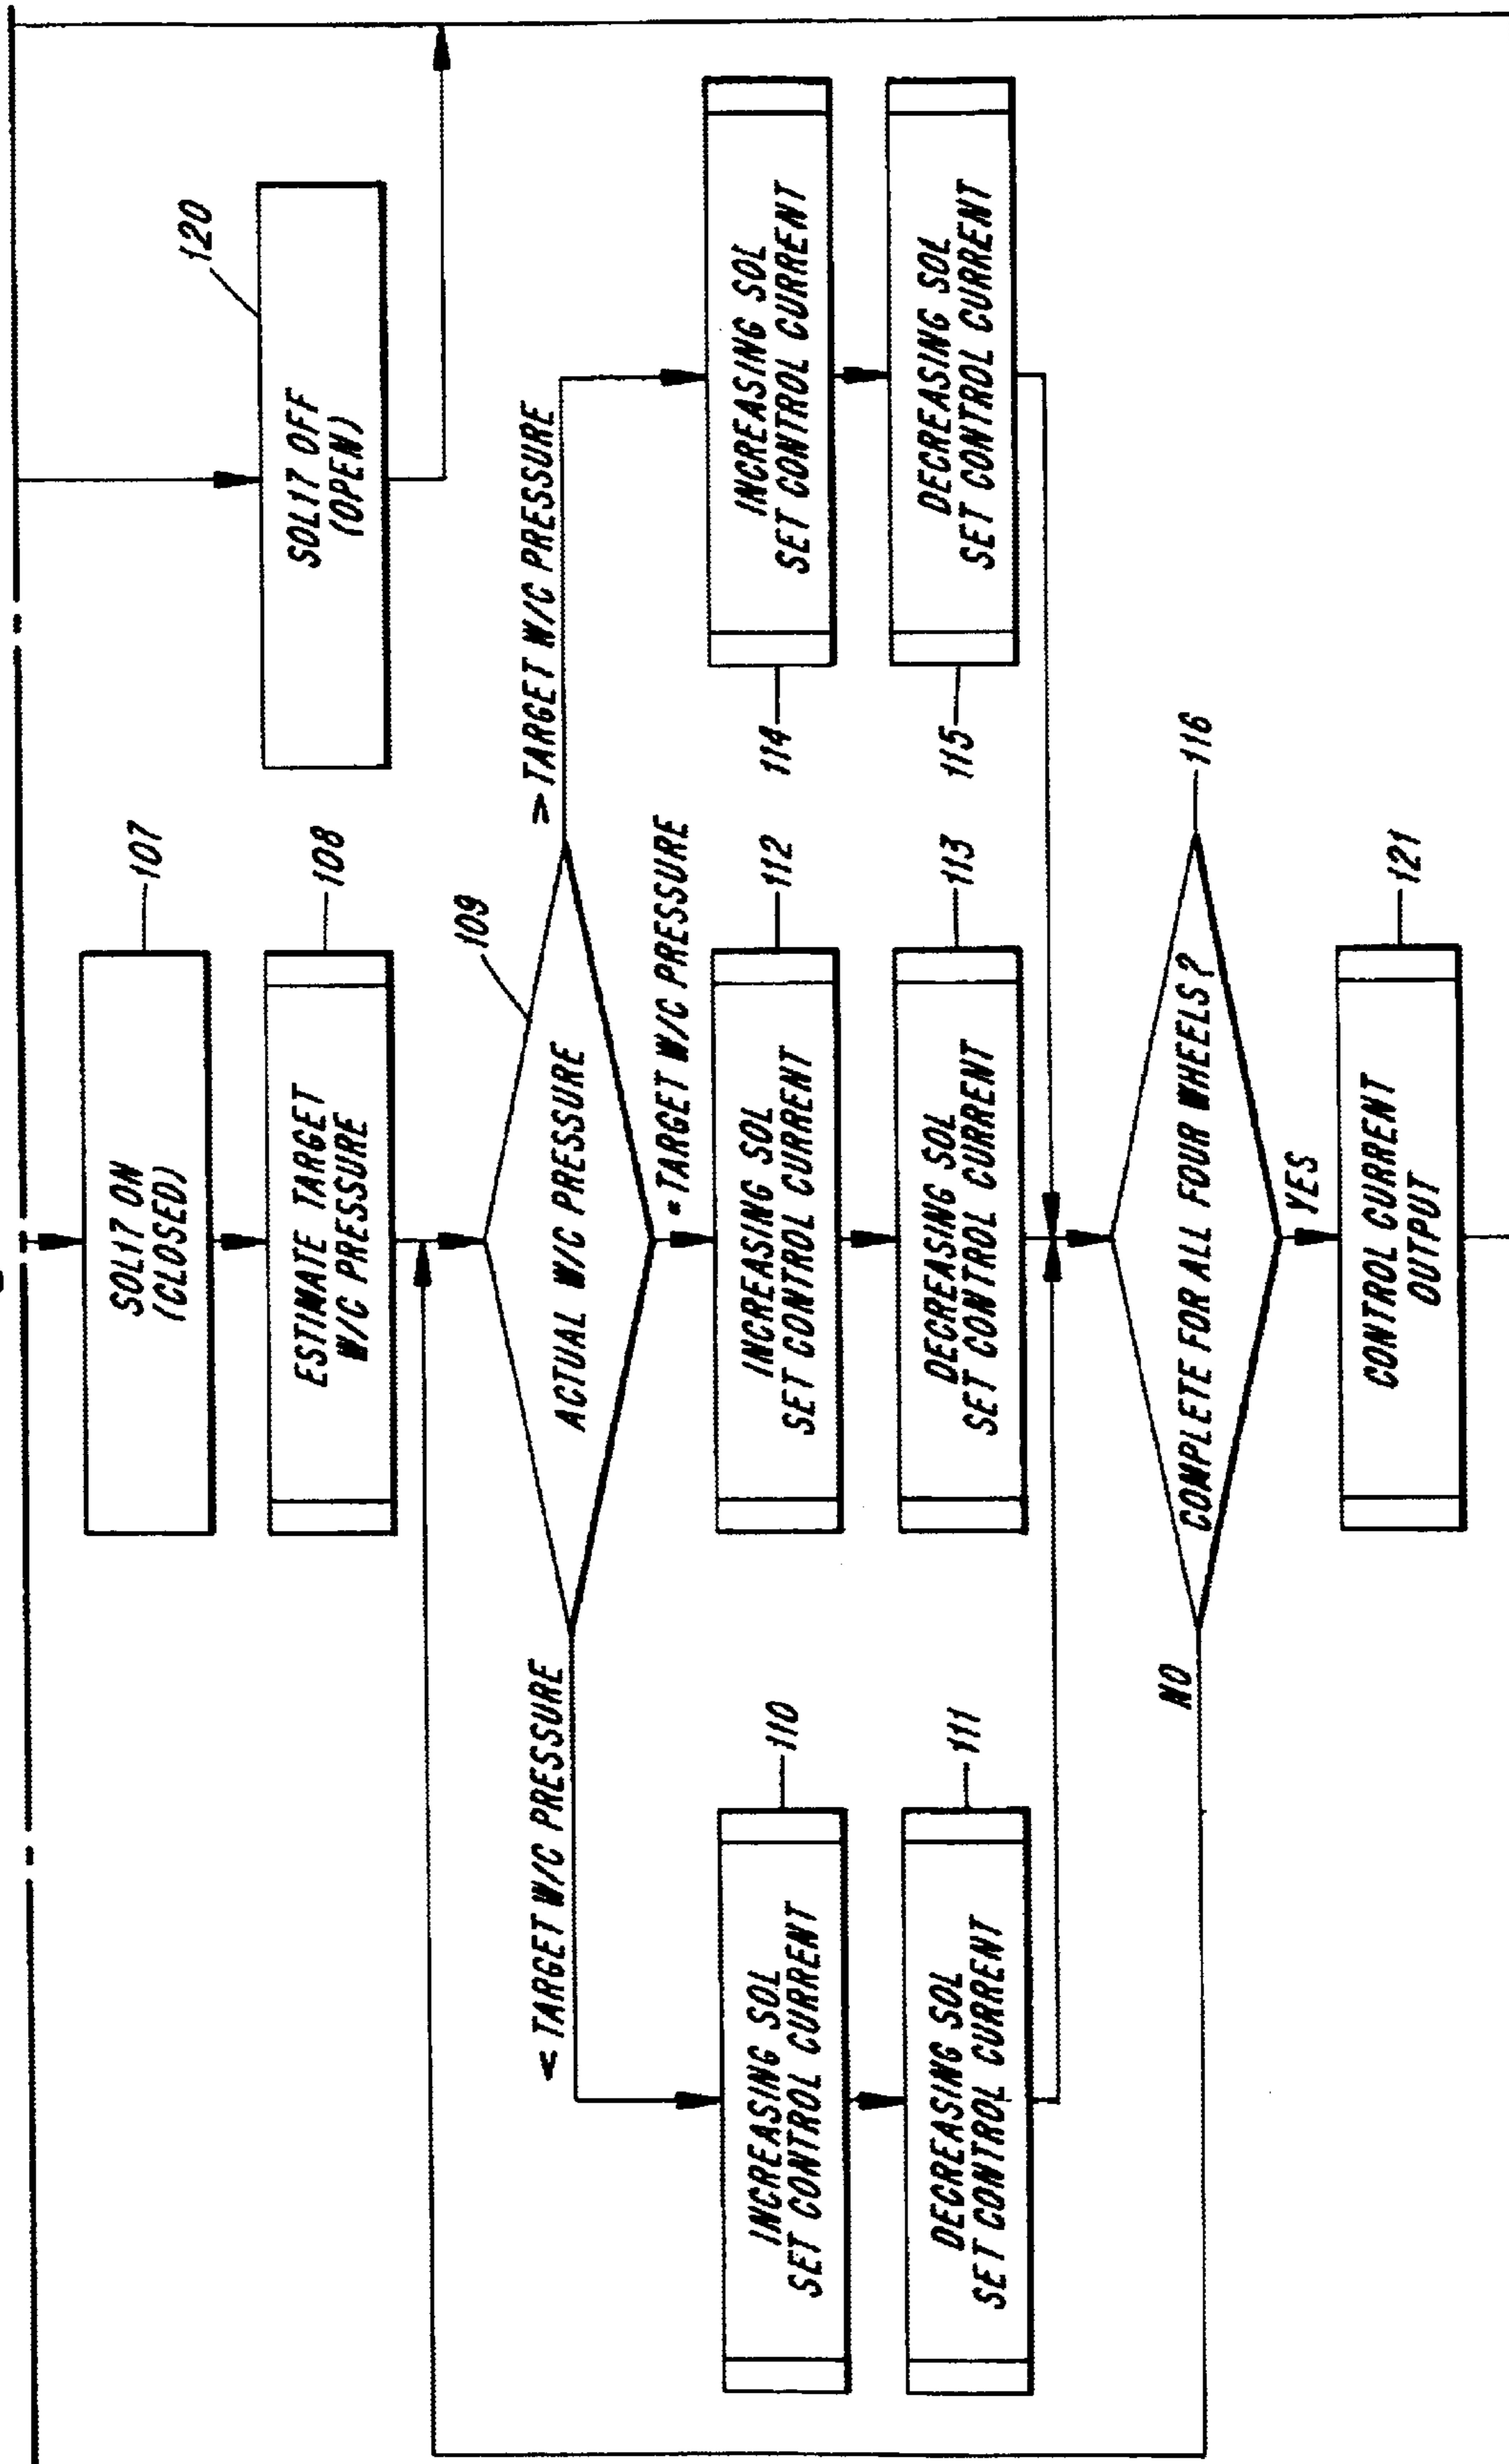 SOL17 ON
(CLOSED)
107
SOL17 OFF
(OPEN)
120
ESTIMATE TARGET
W/C PRESSURE
108
ACTUAL W/C PRESSURE
109
< TARGET W/C PRESSURE
= TARGET W/C PRESSURE
> TARGET W/C PRESSURE
INCREASING SOL
SET CONTROL CURRENT
110
INCREASING SOL
SET CONTROL CURRENT
112
INCREASING SOL
SET CONTROL CURRENT
114
DECREASING SOL
SET CONTROL CURRENT
111
DECREASING SOL
SET CONTROL CURRENT
113
DECREASING SOL
SET CONTROL CURRENT
115
COMPLETE FOR ALL FOUR WHEELS?
116
NO
YES
CONTROL CURRENT
OUTPUT
121